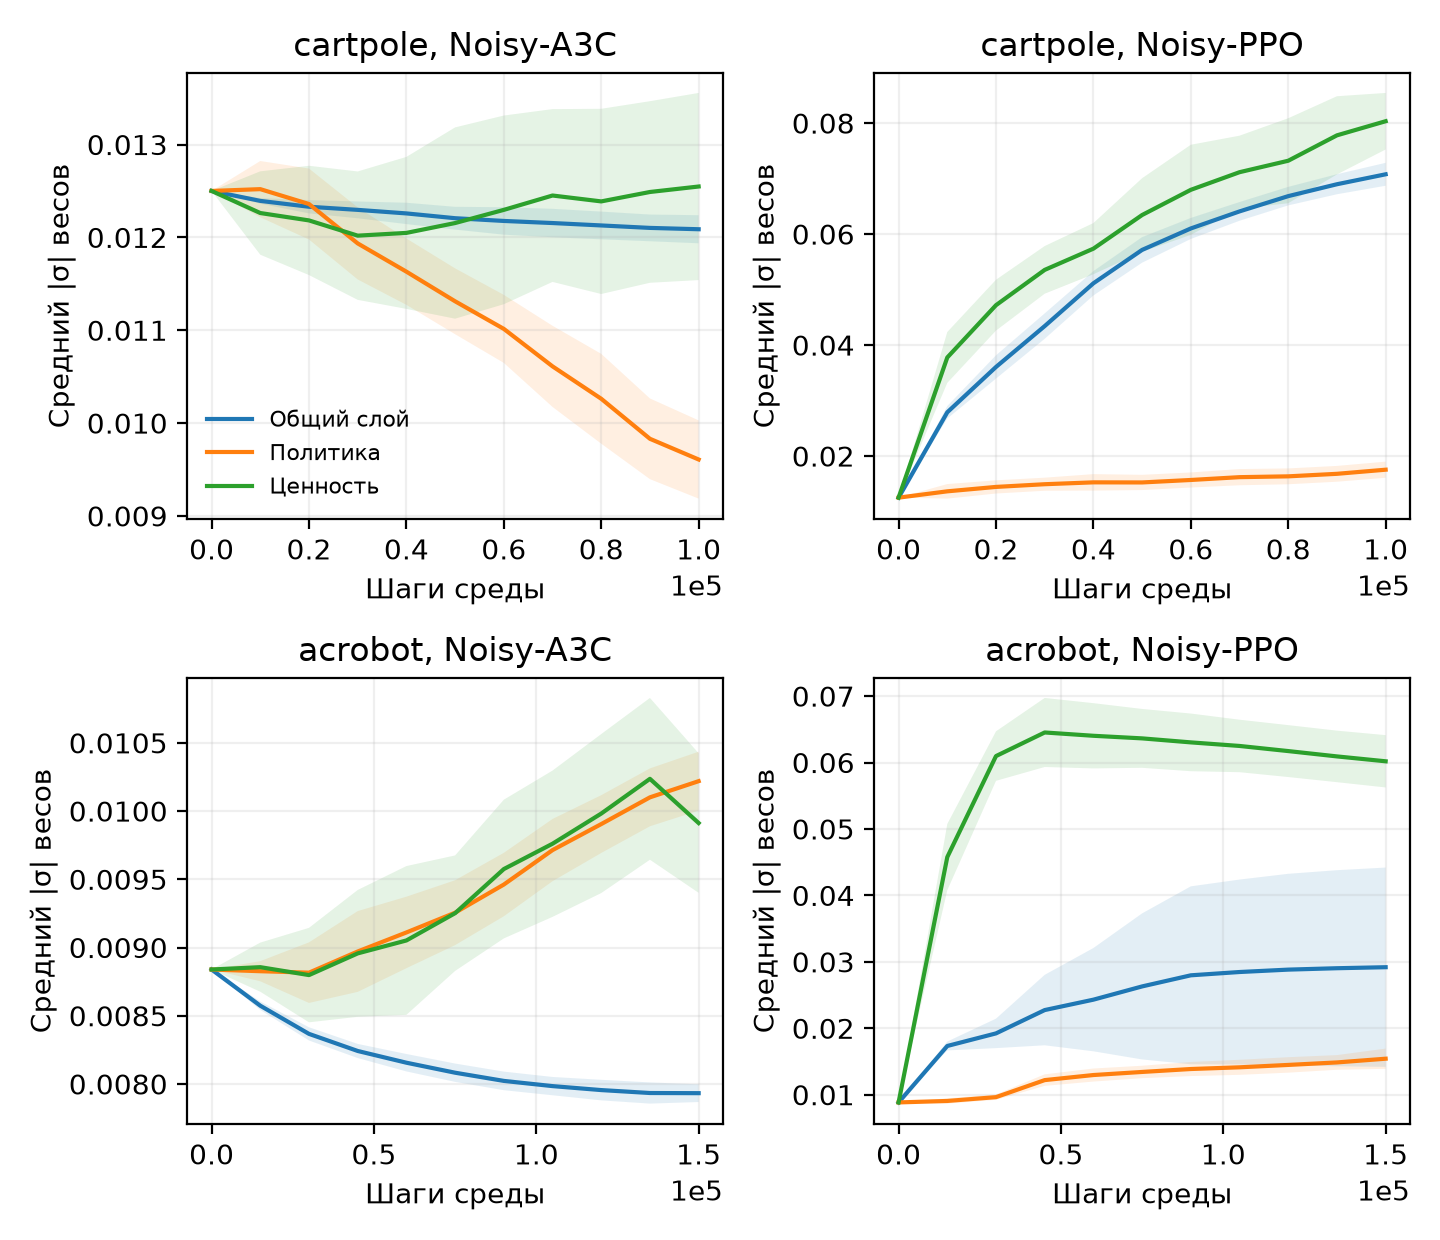 cartpole, Noisy-A3C
Средний |σ| весов
0.013
0.012
0.011
0.010
0.009
Общий слой
Политика
Ценность
0.0 0.2 0.4 0.6 0.8 1.0
Шаги среды
1e5
cartpole, Noisy-PPO
Средний |σ| весов
0.08
0.06
0.04
0.02
0.0 0.2 0.4 0.6 0.8 1.0
Шаги среды
1e5
acrobot, Noisy-A3C
Средний |σ| весов
0.0105
0.0100
0.0095
0.0090
0.0085
0.0080
0.0 0.5 1.0 1.5
Шаги среды
1e5
acrobot, Noisy-PPO
Средний |σ| весов
0.07
0.06
0.05
0.04
0.03
0.02
0.01
0.0 0.5 1.0 1.5
Шаги среды
1e5